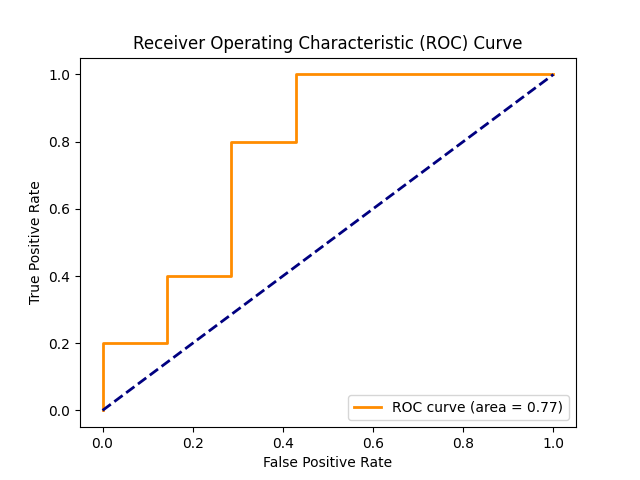 Receiver Operating Characteristic (ROC) Curve
1.0
0.8
0.6
0.4
0.2
0.0
True Positive Rate
ROC curve (area = 0.77)
0.0 0.2 0.4 0.6 0.8 1.0
False Positive Rate